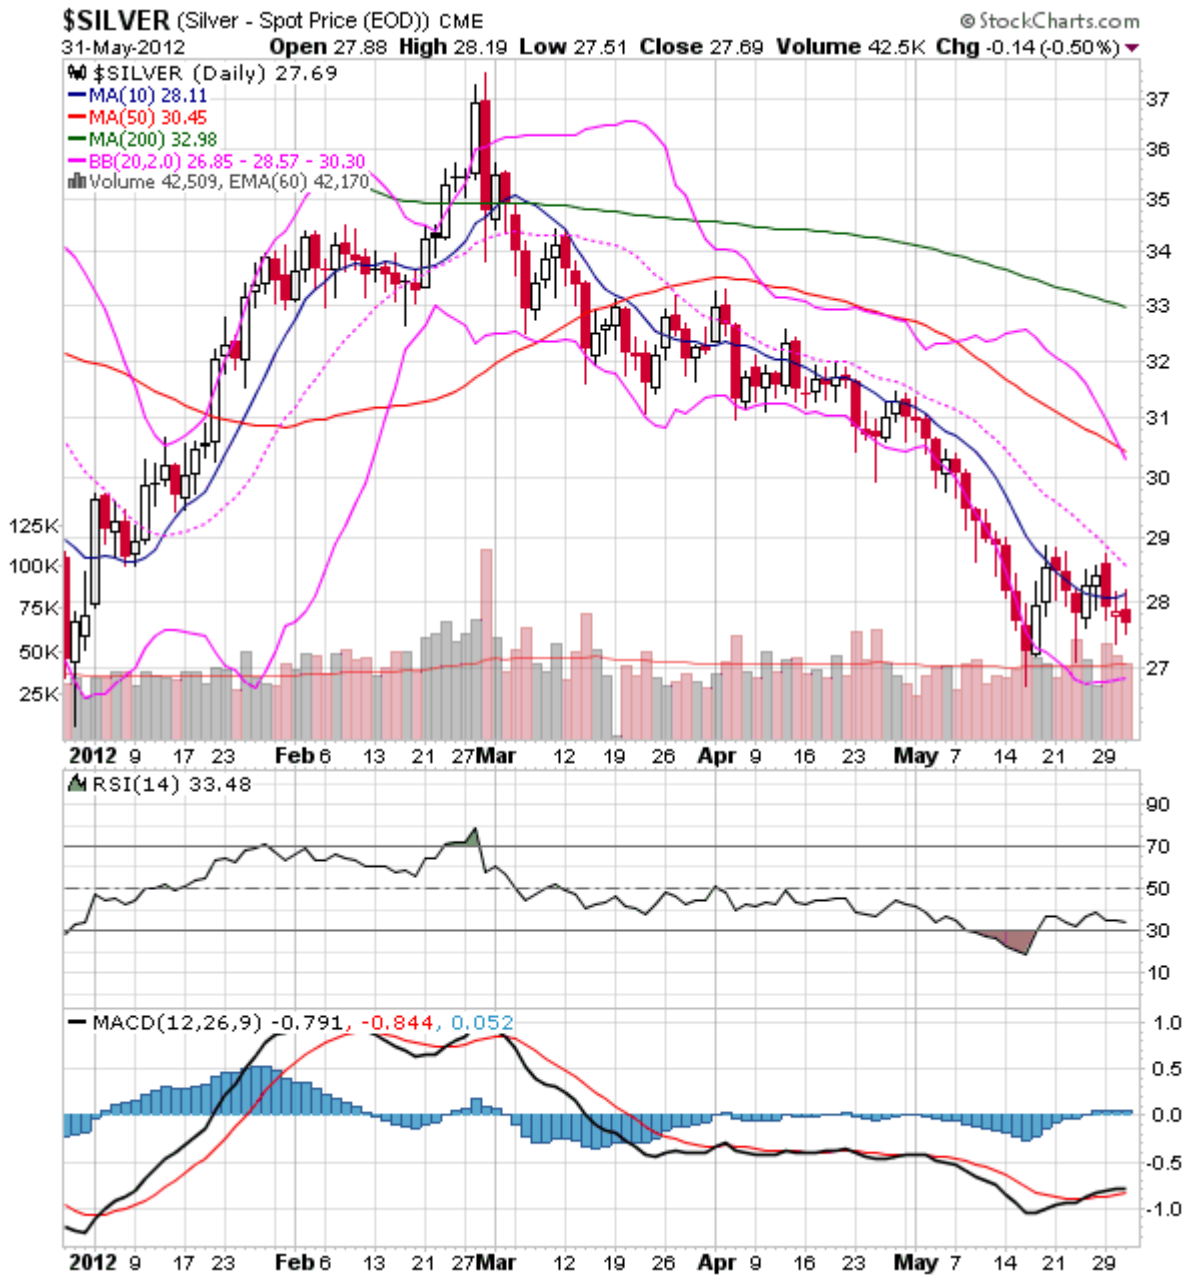 $SILVER (Silver - Spot Price (EOD)) CME © StockCharts.com
31-May-2012 Open 27.88 High 28.19 Low 27.51 Close 27.69 Volume 42.5K Chg -0.14 (-0.50%)
$SILVER (Daily) 27.69
MA(10) 28.11
MA(50) 30.45
MA(200) 32.98
BB(20,2.0) 26.85 - 28.57 - 30.30
Volume 42,509, EMA(60) 42,170
37
36
35
34
33
32
31
30
29
28
27
125K
100K
75K
50K
25K
2012 9 17 23 Feb 6 13 21 27 Mar 12 19 26 Apr 9 16 23 May 7 14 21 29
RSI(14) 33.48
90
70
50
30
10
MACD(12,26,9) -0.791, -0.844, 0.052
1.0
0.5
0.0
-0.5
-1.0
2012 9 17 23 Feb 6 13 21 27 Mar 12 19 26 Apr 9 16 23 May 7 14 21 29